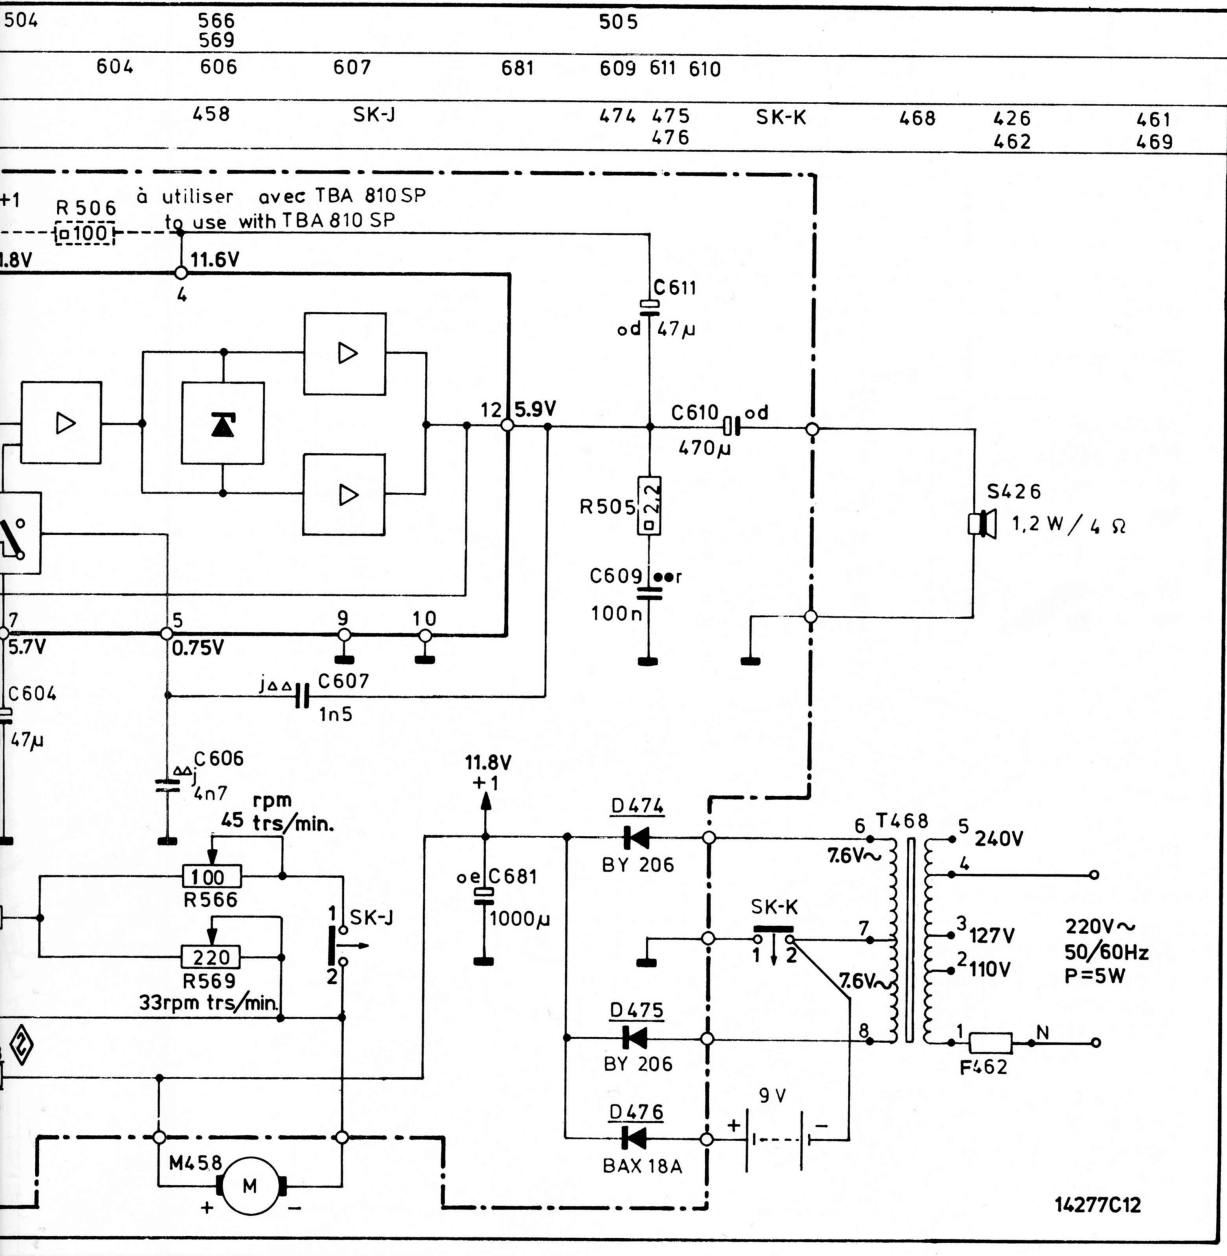 504 566 505
569
604 606 607 681 609 611 610
458 SK-J 474 475 SK-K 468 426 461
476 462 469
+1
R506
100
à utiliser avec TBA 810 SP
to use with TBA 810 SP
1.8V
11.6V
4
C611
od 47µ
12 5.9V
C610 od
470µ
R505
2,2
S426
1,2 W / 4 Ω
C609 r
100n
7
5.7V
5
0.75V
9
10
j C607
1n5
C604
47µ
C606
j
4n7
11.8V
+1
rpm
45 trs/min.
100
R566
220
R569
33rpm trs/min.
1
SK-J
2
oe C681
1000µ
D474
BY 206
6
T468
7.6V~
5 240V
4
SK-K
1 2
7
3 127V
2 110V
220V~
50/60Hz
P=5W
7.6V~
D475
BY 206
8
1
N
F462
2
D476
BAX 18A
9V
+ −
M458
M
+ −
14277C12